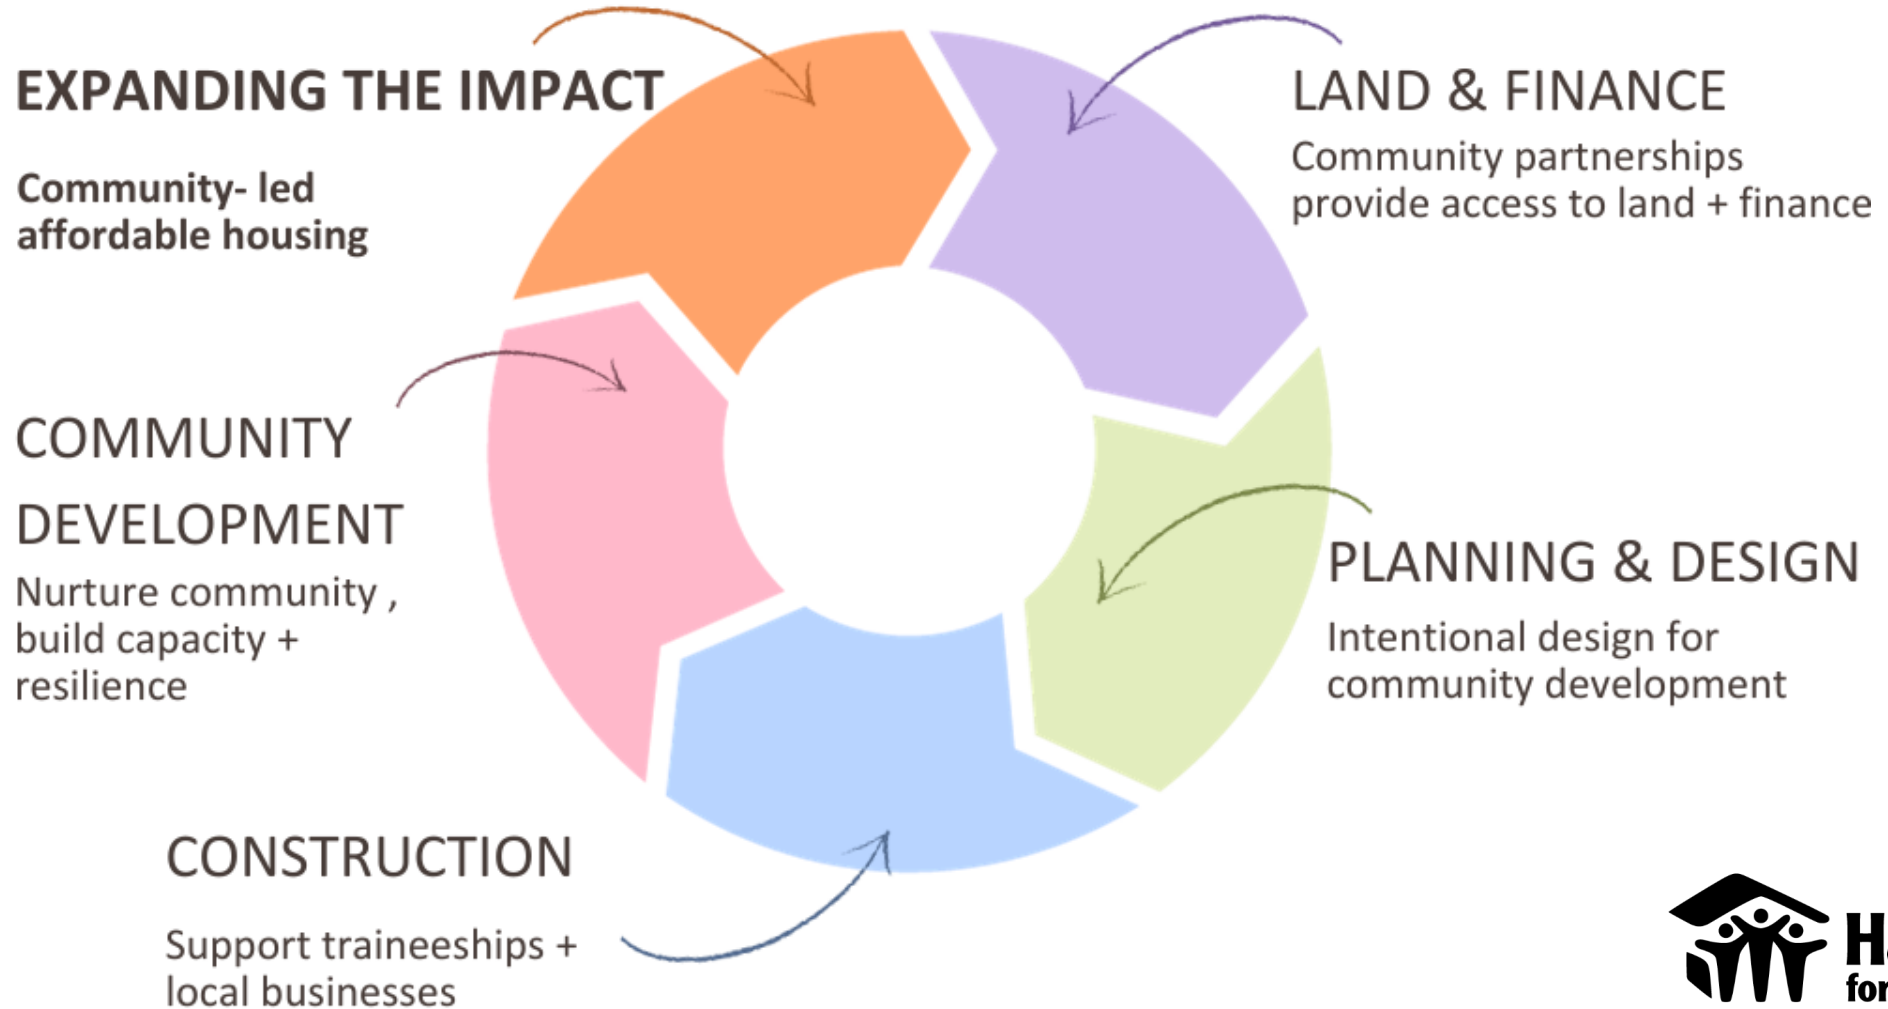 EXPANDING THE IMPACT
Community- led
affordable housing
LAND & FINANCE
Community partnerships
provide access to land + finance
PLANNING & DESIGN
Intentional design for
community development
CONSTRUCTION
Support traineeships +
local businesses
COMMUNITY
DEVELOPMENT
Nurture community ,
build capacity +
resilience
for